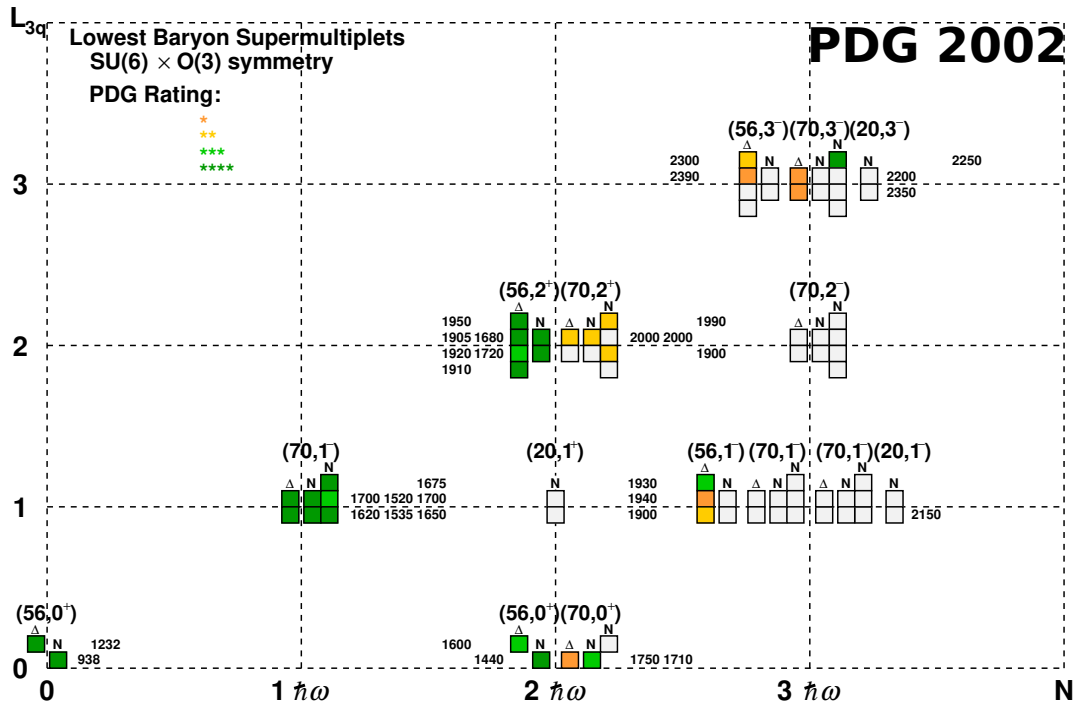 L3q
Lowest Baryon Supermultiplets
PDG 2002
SU(6) × O(3) symmetry
PDG Rating:
*
**
***
****
(56,3⁻)(70,3⁻)(20,3⁻)
Δ N Δ N N N
2300 2250
2390 2200
3
2350
(56,2⁺)(70,2⁺) (70,2⁻)
Δ N Δ N N Δ N N
1950 1990
1905 1680 2000 2000
2
1920 1720 1900
1910
(70,1⁻) (20,1⁺) (56,1⁻) (70,1⁻) (70,1⁻)(20,1⁻)
Δ N N N Δ N Δ N N Δ N N N
1675 1930
1700 1520 1700 1940
1
1620 1535 1650 1900 2150
(56,0⁺) (56,0⁺)(70,0⁺)
Δ N Δ N Δ N N
1232 1600
938 1440 1750 1710
0
0 1 ħω 2 ħω 3 ħω N